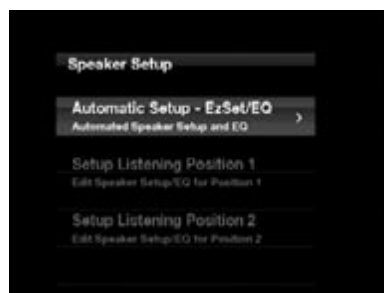 Speaker Setup
Automatic Setup - EzSet/EQ
Automated Speaker Setup and EQ
Setup Listening Position 1
Edit Speaker Setup/EQ for Position 1
Setup Listening Position 2
Edit Speaker Setup/EQ for Position 2